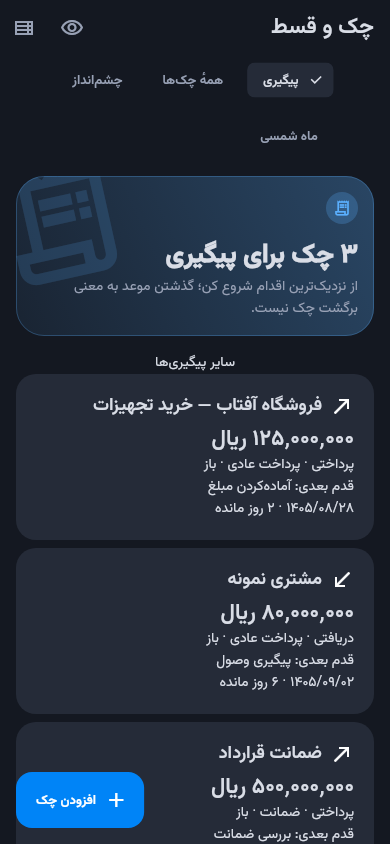 چک و قسط
پیگیری
همهٔ چک‌ها
چشم‌انداز
ماه شمسی
۳ چک برای پیگیری
از نزدیک‌ترین اقدام شروع کن؛ گذشتن موعد به معنی
برگشت چک نیست.
سایر پیگیری‌ها
فروشگاه آفتاب — خرید تجهیزات
۱۲۵,۰۰۰,۰۰۰ ریال
پرداختی · پرداخت عادی · باز
قدم بعدی: آماده‌کردن مبلغ
۱۴۰۵/۰۸/۲۸ · ۲ روز مانده
مشتری نمونه
۸۰,۰۰۰,۰۰۰ ریال
دریافتی · پرداخت عادی · باز
قدم بعدی: پیگیری وصول
۱۴۰۵/۰۹/۰۲ · ۶ روز مانده
ضمانت قرارداد
۵۰۰,۰۰۰,۰۰۰ ریال
پرداختی · ضمانت · باز
قدم بعدی: بررسی ضمانت
افزودن چک